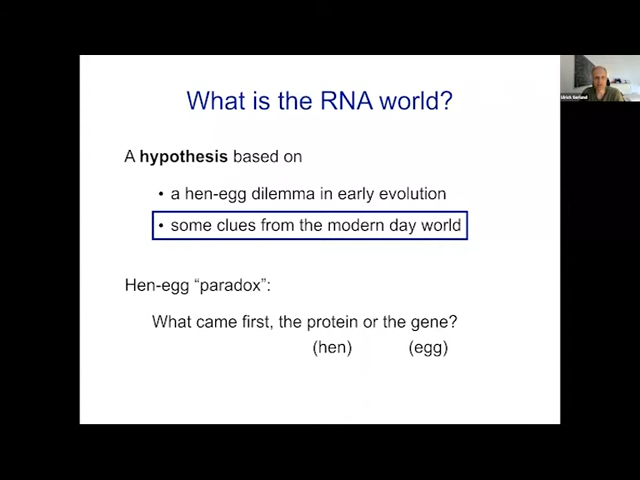 What is the RNA world?
A hypothesis based on
• a hen-egg dilemma in early evolution
• some clues from the modern day world
Hen-egg “paradox”:
What came first, the protein or the gene?
(hen) (egg)